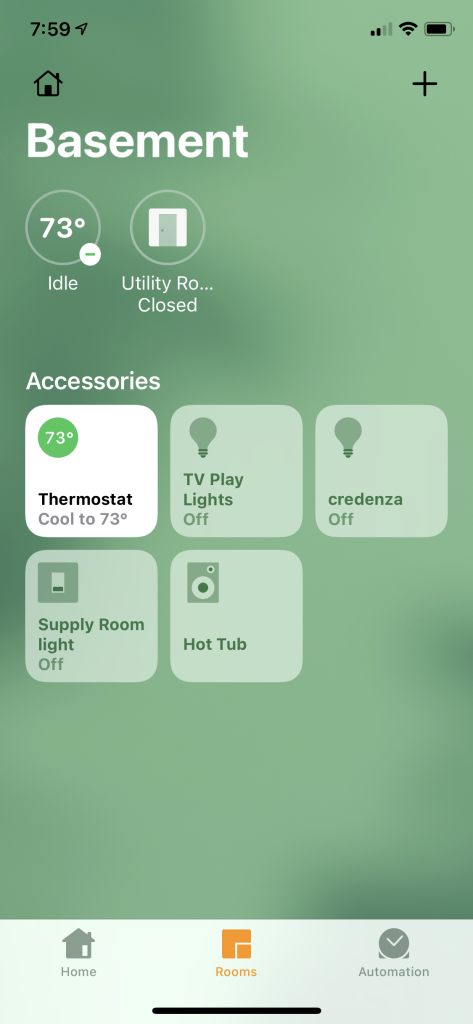 7:59
Basement
73°
Idle
Utility Ro...
Closed
Accessories
73°
Thermostat
Cool to 73°
TV Play
Lights
Off
credenza
Off
Supply Room
light
Off
Hot Tub
Home
Rooms
Automation